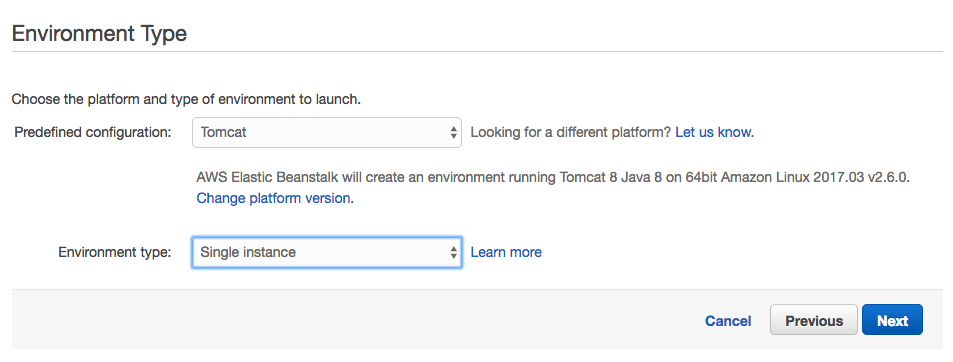 Environment Type
Choose the platform and type of environment to launch.
Predefined configuration: Tomcat Looking for a different platform? Let us know.
AWS Elastic Beanstalk will create an environment running Tomcat 8 Java 8 on 64bit Amazon Linux 2017.03 v2.6.0.
Change platform version.
Environment type: Single instance Learn more
Cancel Previous Next